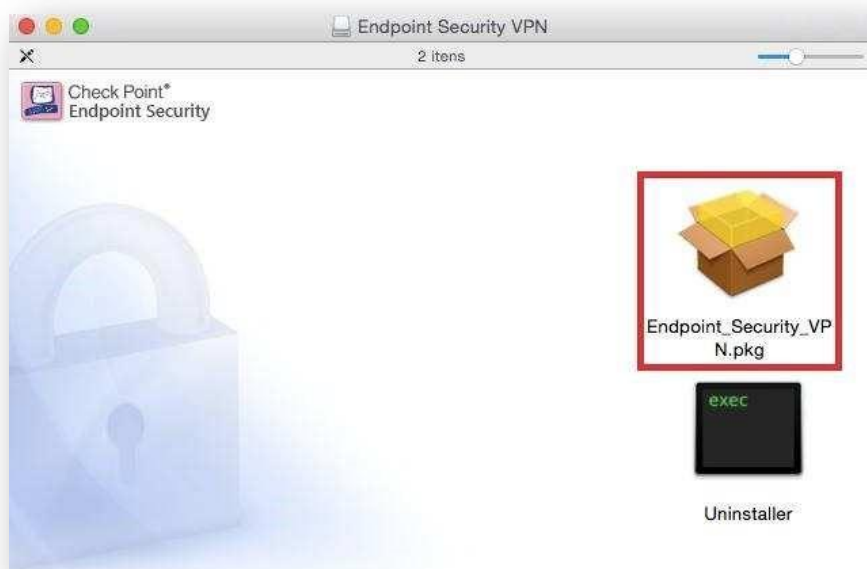 Endpoint Security VPN
2 itens
Check Point®
Endpoint Security
Endpoint_Security_VP
N.pkg
exec
Uninstaller